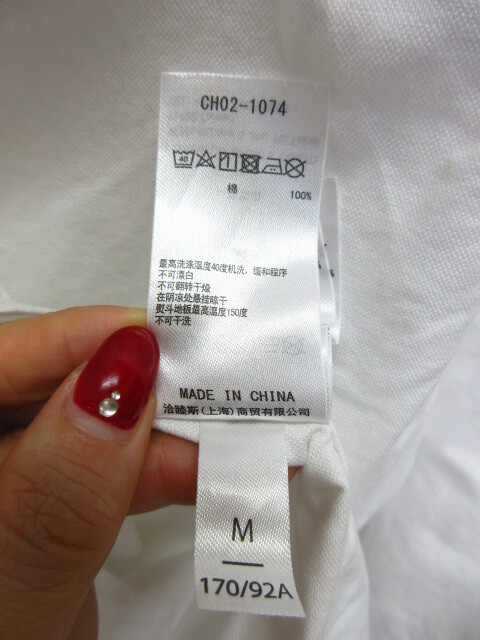 CH02-1074
40
棉 100%
最高洗涤温度40度机洗，缓和程序
不可漂白
不可翻转干燥
在阴凉处悬挂晾干
熨斗地板最高温度150度
不可干洗
MADE IN CHINA
洽睦斯(上海)商贸有限公司
M
170/92A